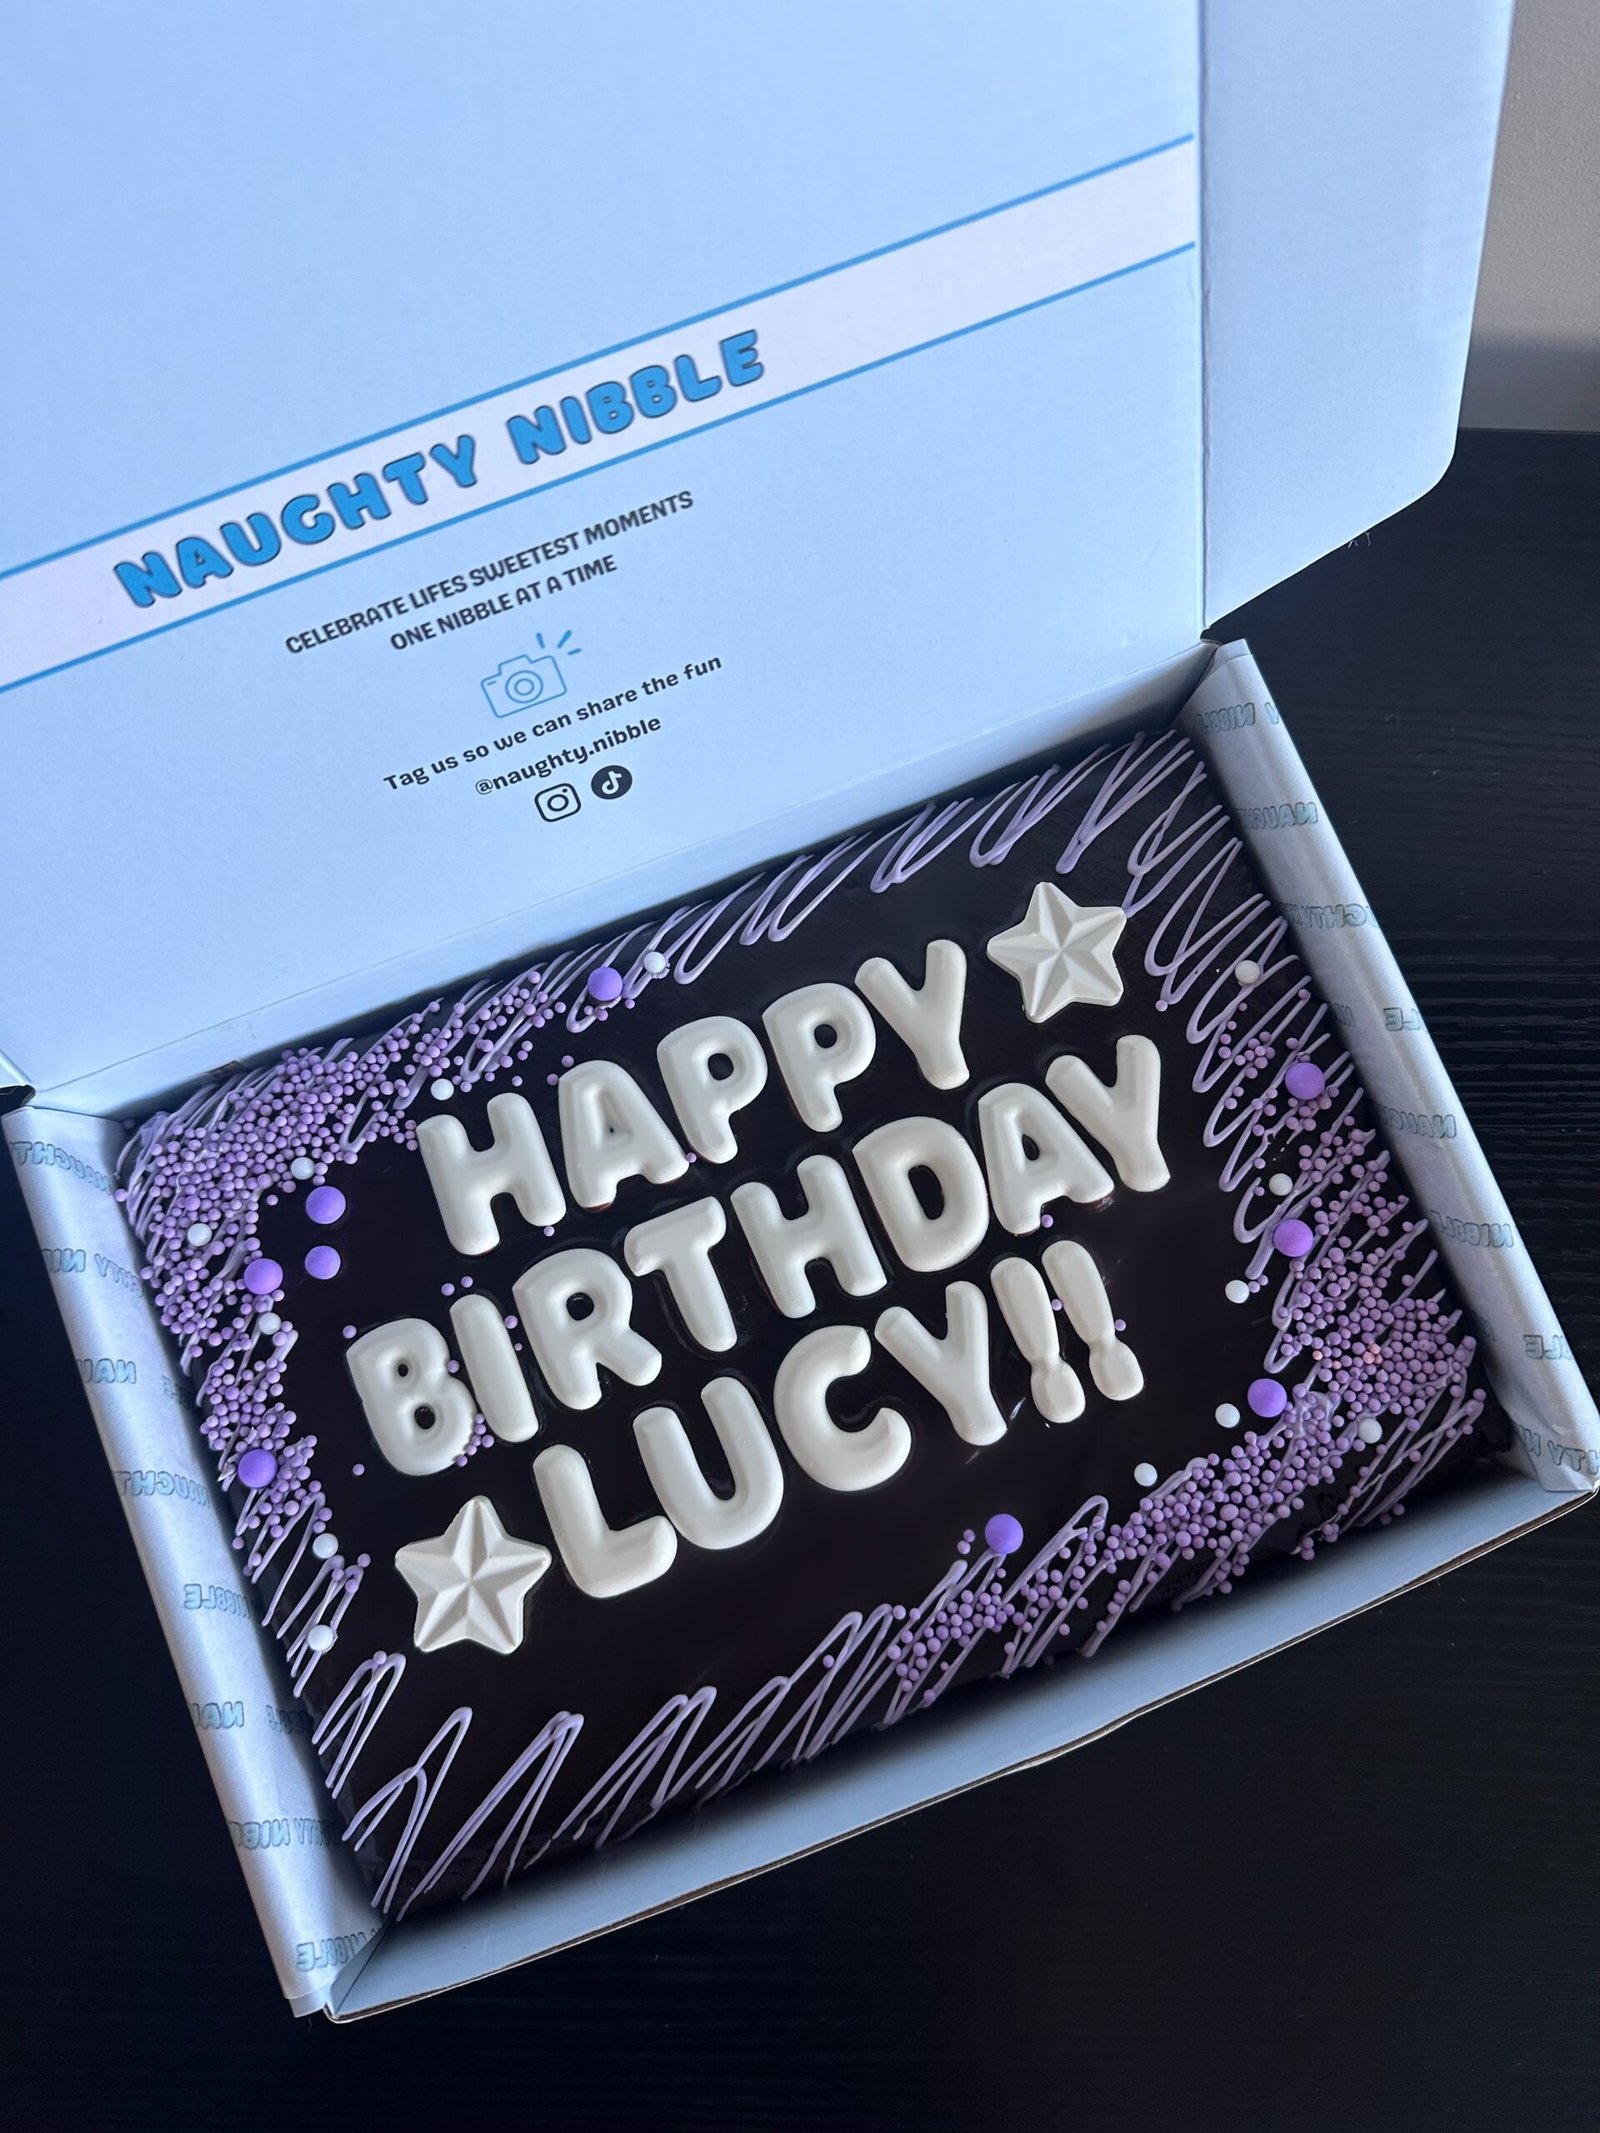 NAUGHTY NIBBLE
CELEBRATE LIFES SWEETEST MOMENTS
ONE NIBBLE AT A TIME
Tag us so we can share the fun
@naughty.nibble
HAPPY
BIRTHDAY
LUCY!!